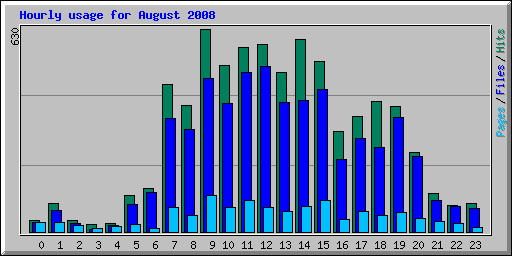 Hourly usage for August 2008
630
Pages/Files/Hits
0 1 2 3 4 5 6 7 8 9 10 11 12 13 14 15 16 17 18 19 20 21 22 23